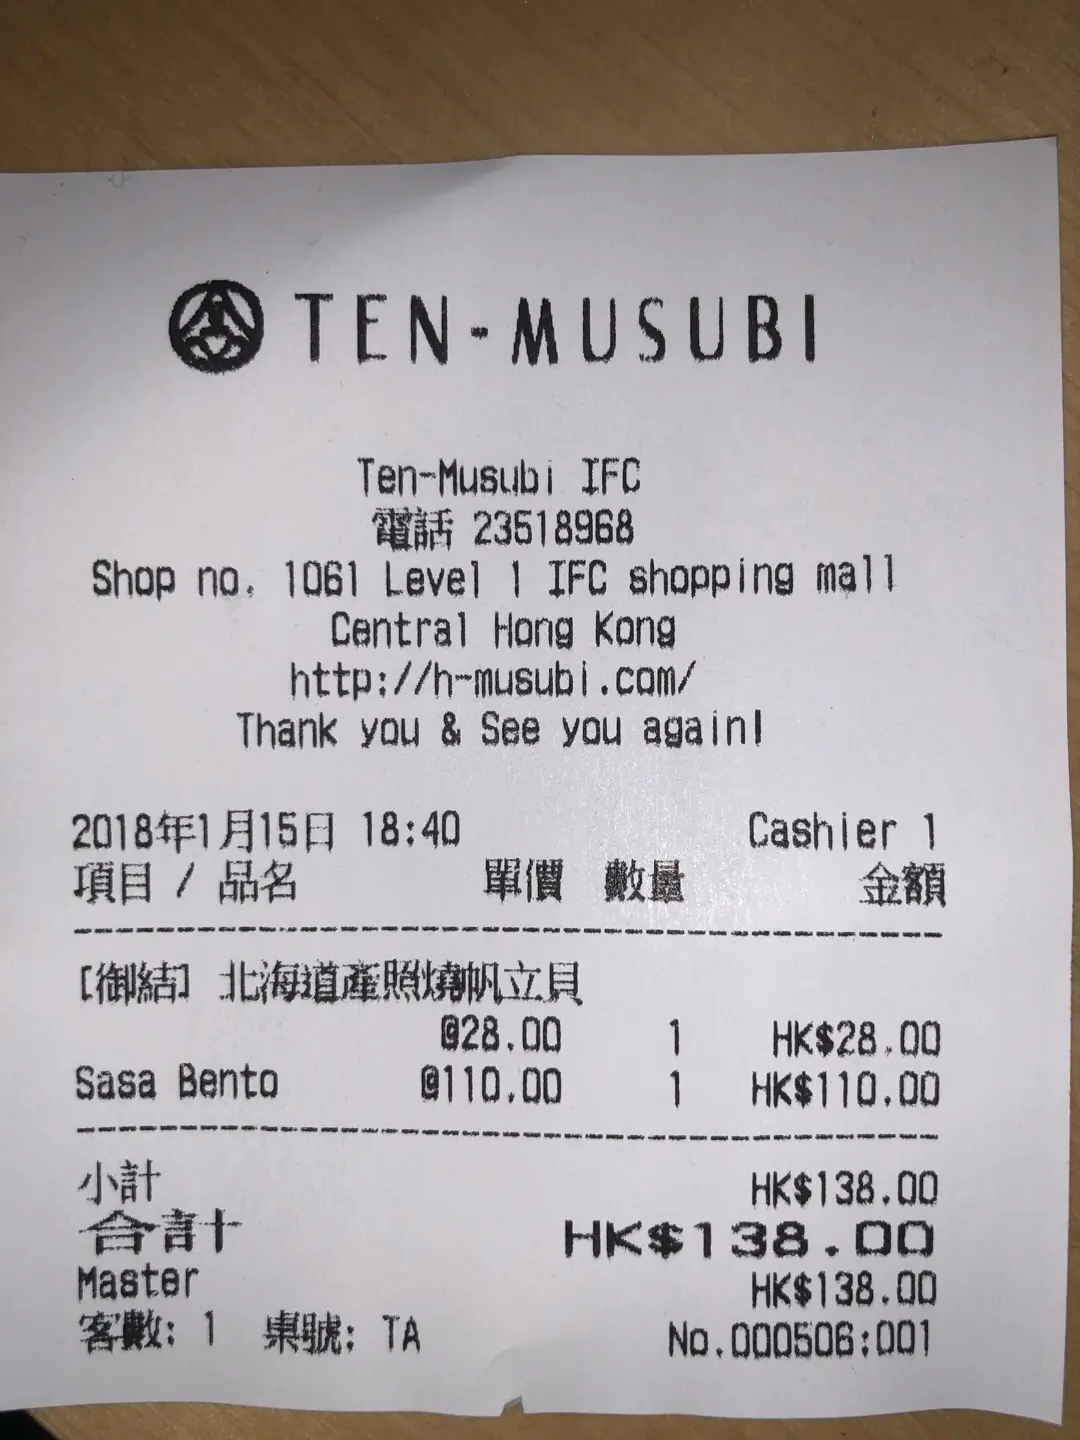 TEN-MUSUBI
Ten-Musubi IFC
電話 23518968
Shop no. 1061 Level 1 IFC shopping mall
Central Hong Kong
http://h-musubi.com/
Thank you & See you again!
2018年1月15日 18:40 Cashier 1
項目 / 品名 單價 數量 金額
[御結] 北海道產照燒帆立貝
@28.00 1 HK$28.00
Sasa Bento @110.00 1 HK$110.00
小計 HK$138.00
合計 HK$138.00
Master HK$138.00
客數: 1 檯號: TA No.000506:001